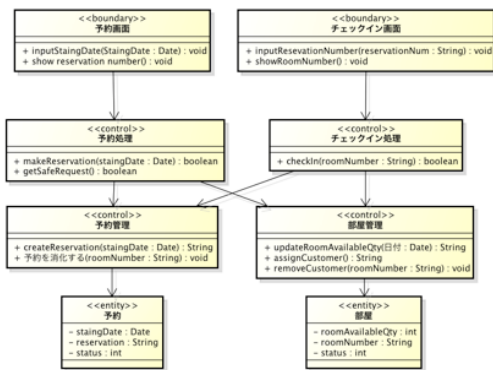 <<boundary>>
予約画面
+ inputStaingDate(StaingDate : Date) : void
+ show reservation number() : void
<<boundary>>
チェックイン画面
+ inputResevationNumber(reservationNum : String) : void
+ showRoomNumber() : void
<<control>>
予約処理
+ makeReservation(staingDate : Date) : boolean
+ getSafeRequest() : boolean
<<control>>
チェックイン処理
+ checkIn(roomNumber : String) : boolean
<<control>>
予約管理
+ createReservation(staingDate : Date) : String
+ 予約を消化する(roomNumber : String) : void
<<control>>
部屋管理
+ updateRoomAvailableQty(日付 : Date) : String
+ assignCustomer() : String
+ removeCustomer(roomNumber : String) : void
<<entity>>
予約
- staingDate : Date
- reservation : String
- status : int
<<entity>>
部屋
- roomAvailableQty : int
- roomNumber : String
- status : int